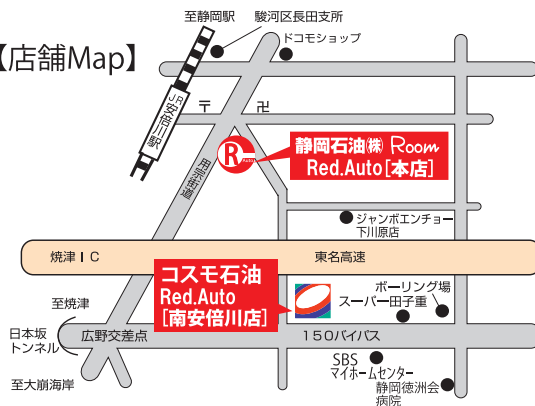 至静岡駅
駿河区長田支所
ドコモショップ
【店舗Map】
JR安倍川駅
〒
卍
用宗街道
R
Auto
静岡石油㈱ Room
Red.Auto[本店]
ジャンボエンチョー
下川原店
焼津IC
東名高速
コスモ石油
Red.Auto
[南安倍川店]
ボーリング場
スーパー田子重
至焼津
日本坂
トンネル
広野交差点
150バイパス
SBS
マイホームセンター
静岡徳洲会
病院
至大崩海岸